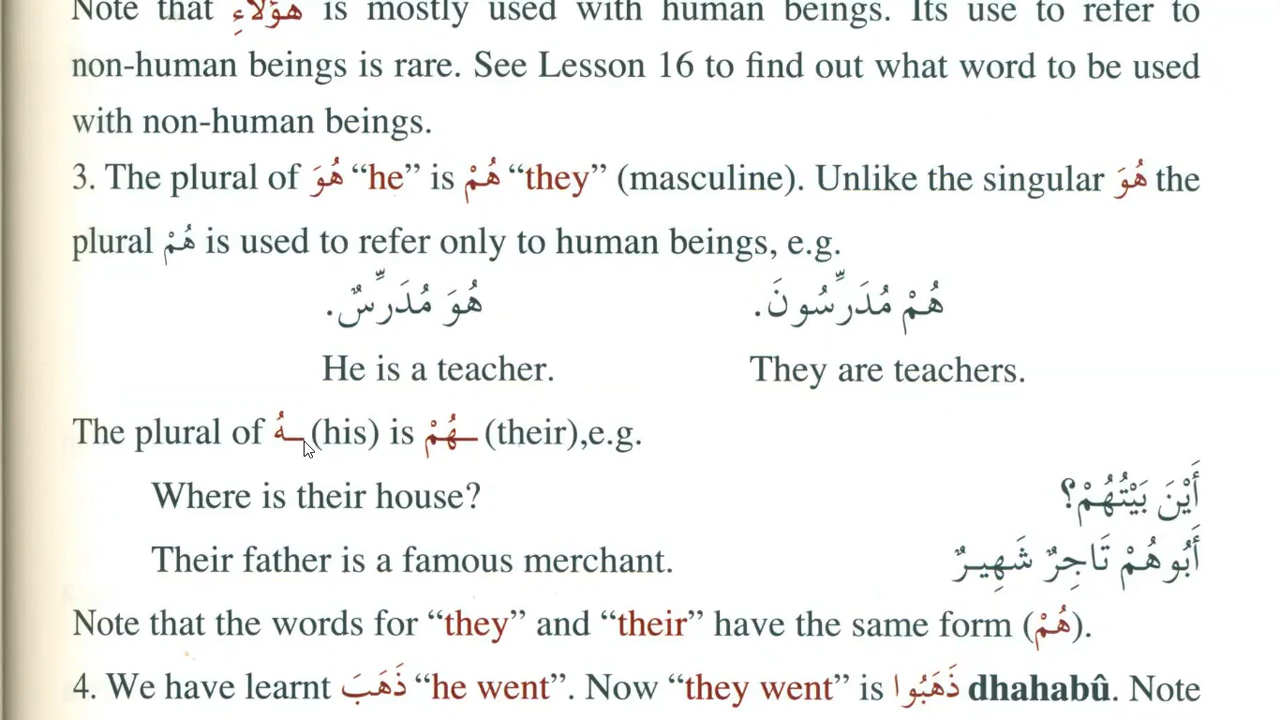 Note that هَؤُلَاءِ is mostly used with human beings. Its use to refer to
non-human beings is rare. See Lesson 16 to find out what word to be used
with non-human beings.
3. The plural of هُوَ “he” is هُمْ “they” (masculine). Unlike the singular هُوَ the
plural هُمْ is used to refer only to human beings, e.g.
هُوَ مُدَرِّسٌ. هُمْ مُدَرِّسُونَ.
He is a teacher. They are teachers.
The plural of ـهُ (his) is ـهُمْ (their),e.g.
Where is their house? أَيْنَ بَيْتُهُمْ؟
Their father is a famous merchant. أَبُوهُمْ تَاجِرٌ شَهِيرٌ
Note that the words for “they” and “their” have the same form (هُمْ).
4. We have learnt ذَهَبَ “he went”. Now “they went” is ذَهَبُوا dhahabû. Note